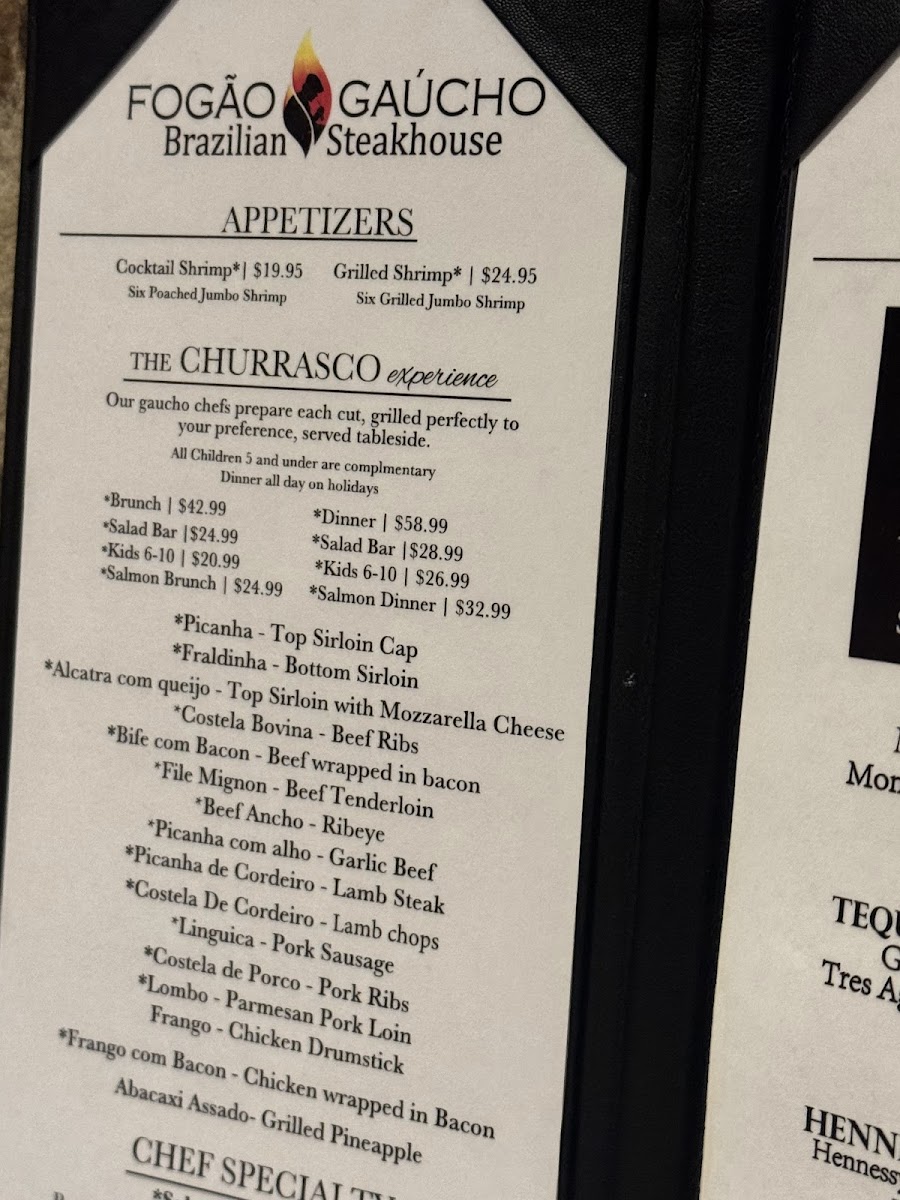 FOGÃO GAÚCHO
Brazilian Steakhouse
APPETIZERS
Cocktail Shrimp*| $19.95
Six Poached Jumbo Shrimp
Grilled Shrimp* | $24.95
Six Grilled Jumbo Shrimp
THE CHURRASCO experience
Our gaucho chefs prepare each cut, grilled perfectly to
your preference, served tableside.
All Children 5 and under are complmentary
Dinner all day on holidays
*Brunch | $42.99
*Salad Bar |$24.99
*Kids 6-10 | $20.99
*Salmon Brunch | $24.99
*Dinner | $58.99
*Salad Bar |$28.99
*Kids 6-10 | $26.99
*Salmon Dinner | $32.99
*Picanha - Top Sirloin Cap
*Fraldinha - Bottom Sirloin
*Alcatra com queijo - Top Sirloin with Mozzarella Cheese
*Costela Bovina - Beef Ribs
*Bife com Bacon - Beef wrapped in bacon
*File Mignon - Beef Tenderloin
*Beef Ancho - Ribeye
*Picanha com alho - Garlic Beef
*Picanha de Cordeiro - Lamb Steak
*Costela De Cordeiro - Lamb chops
*Linguica - Pork Sausage
*Costela de Porco - Pork Ribs
*Lombo - Parmesan Pork Loin
Frango - Chicken Drumstick
*Frango com Bacon - Chicken wrapped in Bacon
Abacaxi Assado- Grilled Pineapple
CHEF SPECIALTY
Tres